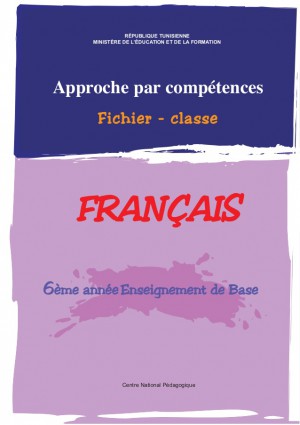 RÉPUBLIQUE TUNISIENNE
MINISTÈRE DE L'ÉDUCATION ET DE LA FORMATION
Approche par compétences
Fichier - classe
FRANÇAIS
6ème année Enseignement de Base
Centre National Pédagogique